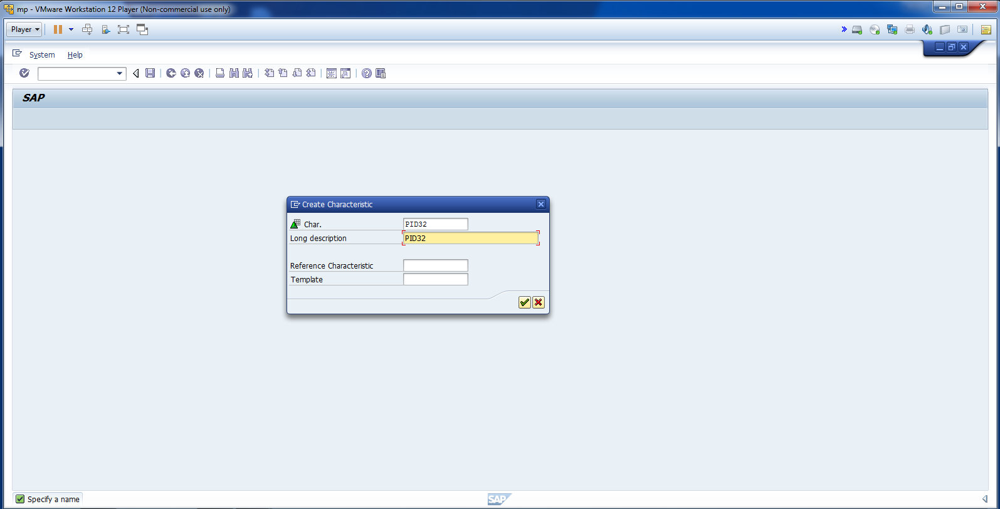 mp - VMware Workstation 12 Player (Non-commercial use only)
Player
System Help
SAP
Create Characteristic
Char. PID32
Long description PID32
Reference Characteristic
Template
Specify a name
SAP